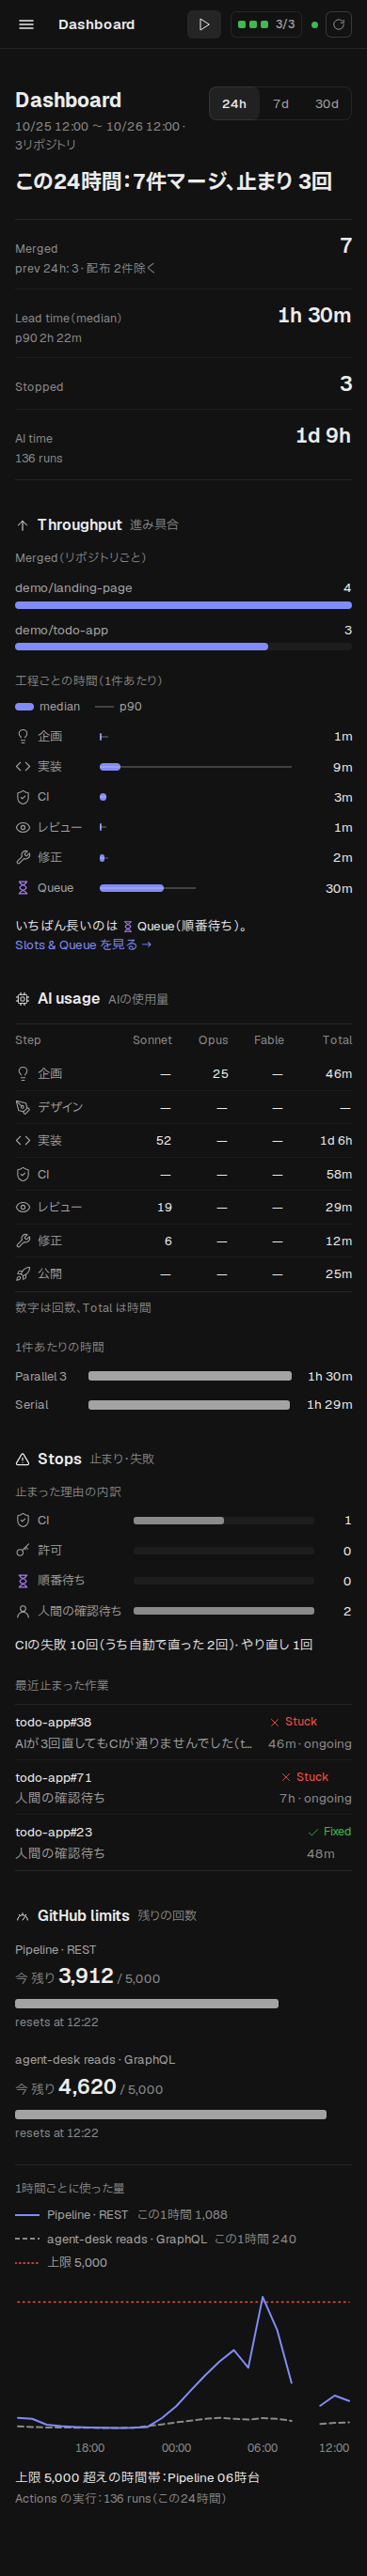 Dashboard
3/3
Dashboard
24h 7d 30d
10/25 12:00 〜 10/26 12:00 ·
3リポジトリ
この24時間：7件マージ、止まり 3回
Merged 7
prev 24h: 3 · 配布 2件除く
Lead time（median） 1h 30m
p90 2h 22m
Stopped 3
AI time 1d 9h
136 runs
Throughput 進み具合
Merged（リポジトリごと）
demo/landing-page 4
demo/todo-app 3
工程ごとの時間（1件あたり）
median p90
企画 1m
実装 9m
CI 3m
レビュー 1m
修正 2m
Queue 30m
いちばん長いのは Queue（順番待ち）。
Slots & Queue を見る →
AI usage AIの使用量
Step Sonnet Opus Fable Total
企画 — 25 — 46m
デザイン — — — —
実装 52 — — 1d 6h
CI — — — 58m
レビュー 19 — — 29m
修正 6 — — 12m
公開 — — — 25m
数字は回数、Total は時間
1件あたりの時間
Parallel 3 1h 30m
Serial 1h 29m
Stops 止まり・失敗
止まった理由の内訳
CI 1
許可 0
順番待ち 0
人間の確認待ち 2
CIの失敗 10回（うち自動で直った 2回）・やり直し 1回
最近止まった作業
todo-app#38 Stuck
AIが3回直してもCIが通りませんでした（t… 46m · ongoing
todo-app#71 Stuck
人間の確認待ち 7h · ongoing
todo-app#23 Fixed
人間の確認待ち 48m
GitHub limits 残りの回数
Pipeline · REST
今 残り 3,912 / 5,000
resets at 12:22
agent-desk reads · GraphQL
今 残り 4,620 / 5,000
resets at 12:22
1時間ごとに使った量
Pipeline · REST この1時間 1,088
agent-desk reads · GraphQL この1時間 240
上限 5,000
18:00 00:00 06:00 12:00
上限 5,000 超えの時間帯：Pipeline 06時台
Actions の実行：136 runs（この24時間）